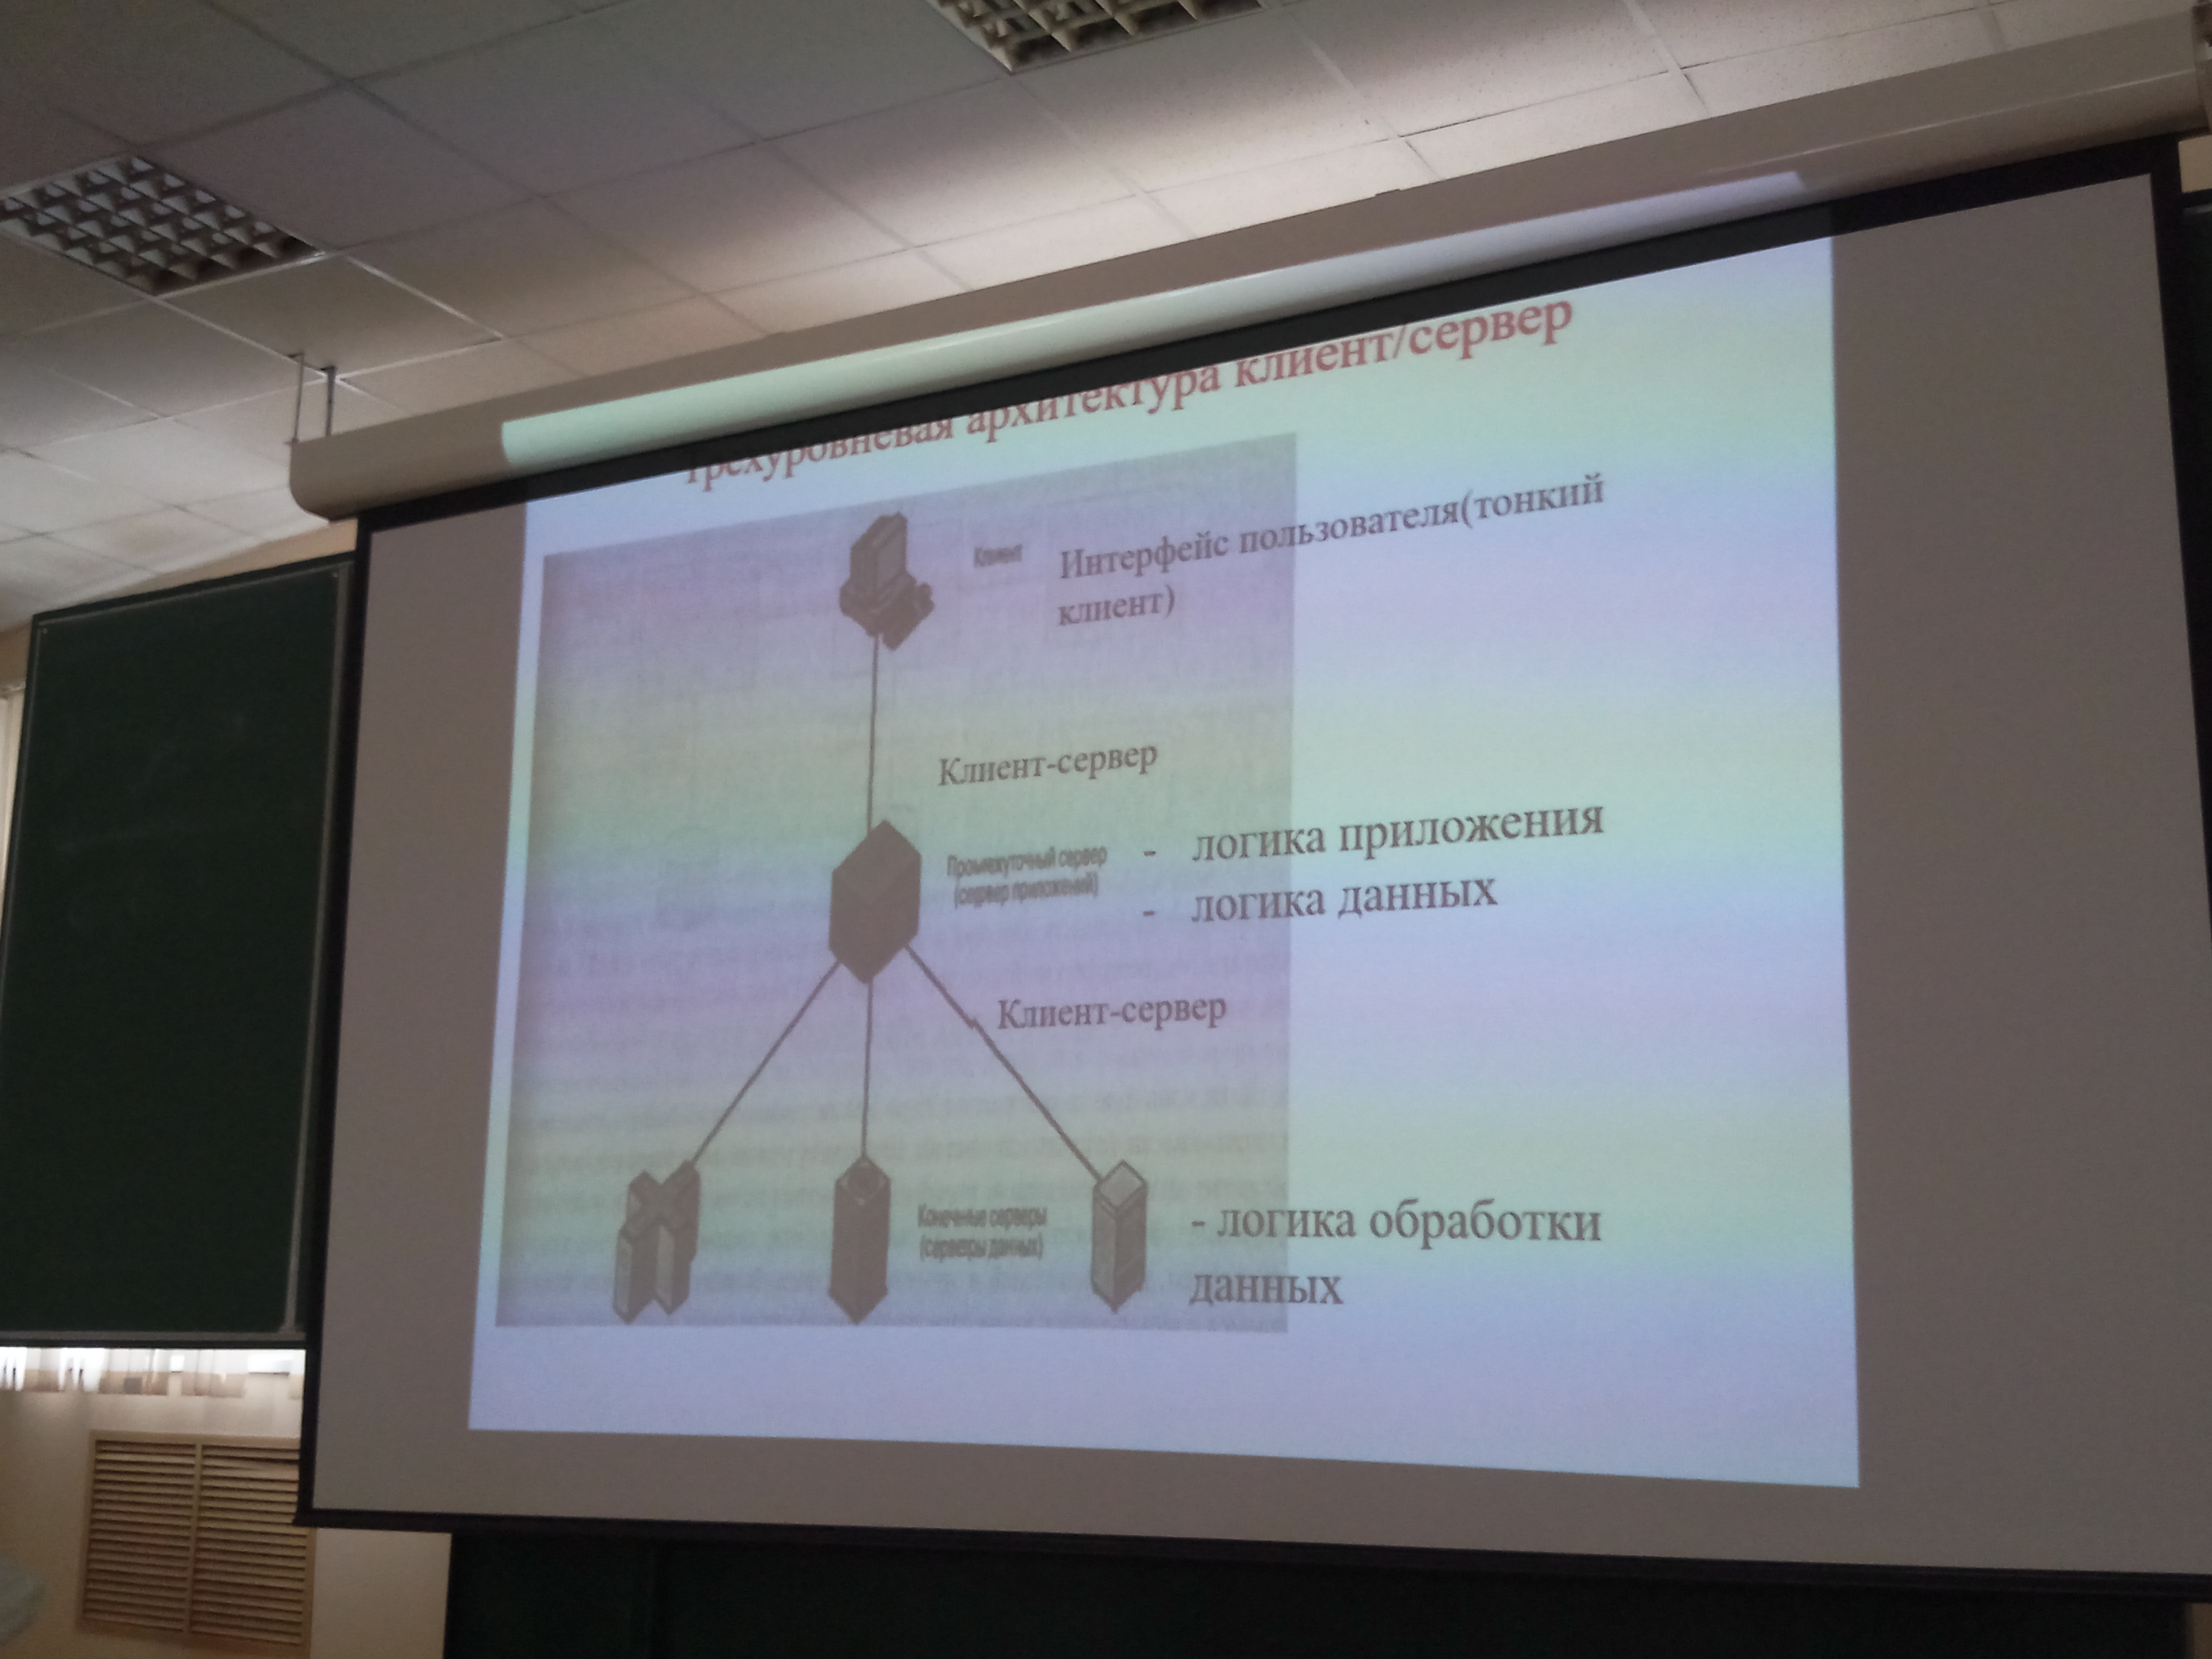 Трехуровневая архитектура клиент/сервер
Клиент
Интерфейс пользователя(тонкий
клиент)
Клиент-сервер
Промежуточный сервер
(сервер приложений)
- логика приложения
- логика данных
Клиент-сервер
Конечные серверы
(серверы данных)
- логика обработки
данных